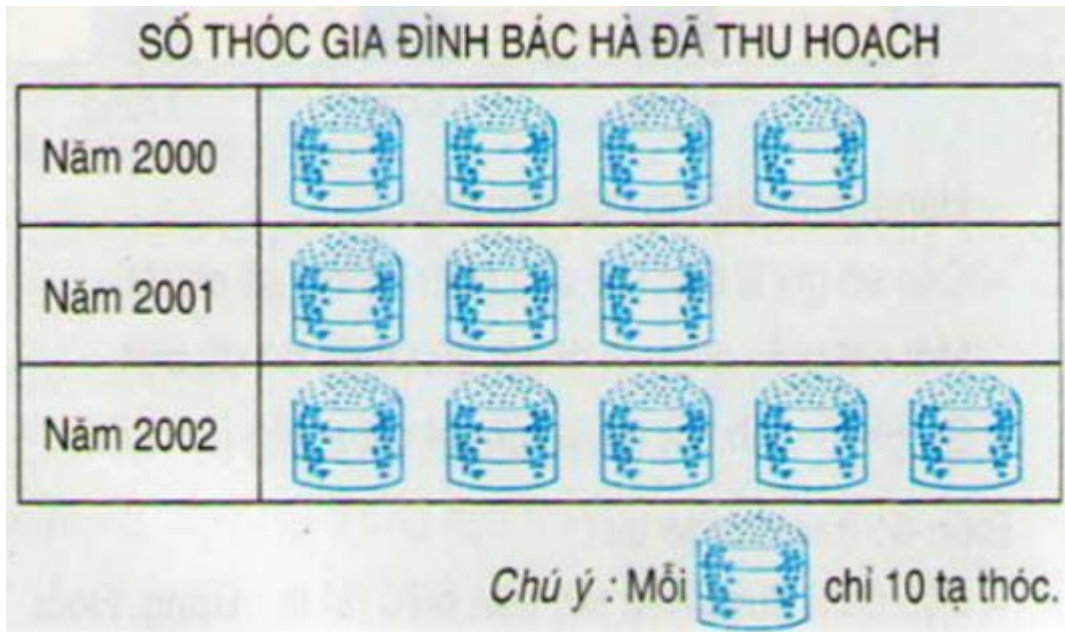 SỐ THÓC GIA ĐÌNH BÁC HÀ ĐÃ THU HOẠCH
Năm 2000
Năm 2001
Năm 2002
Chú ý : Mỗi chỉ 10 tạ thóc.